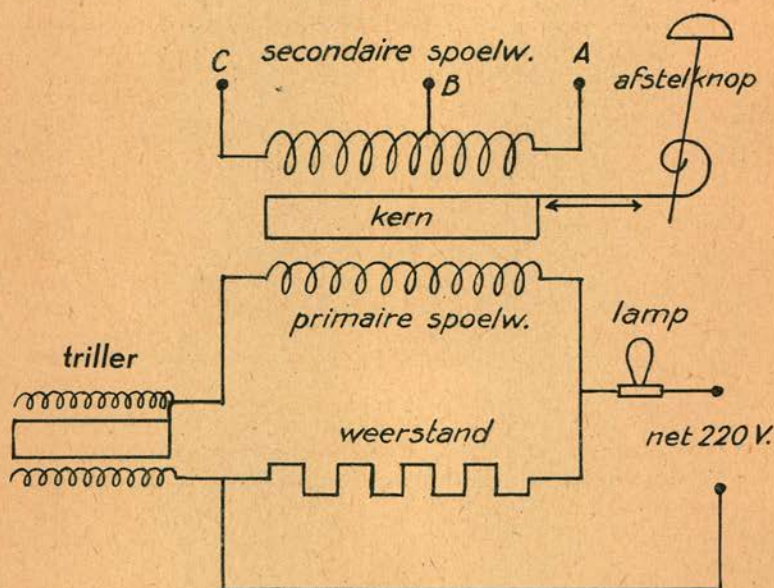 C secondaire spoelw. A
B afstelknop
kern
primaire spoelw. lamp
triller
weerstand
net 220 V.